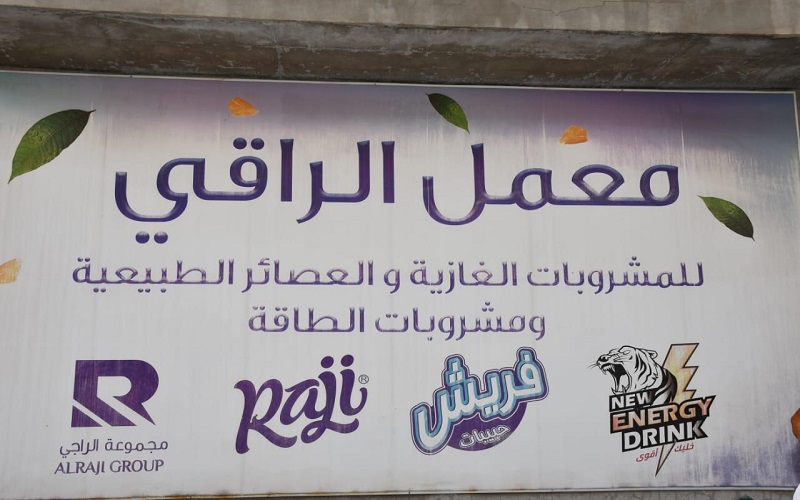 معمل الراقي
للمشروبات الغازية و العصائر الطبيعية
ومشروبات الطاقة
R
مجموعة الراجي
ALRAJI GROUP
Raji®
فريش
حبيبات
NEW
ENERGY
DRINK
خليك أقوى